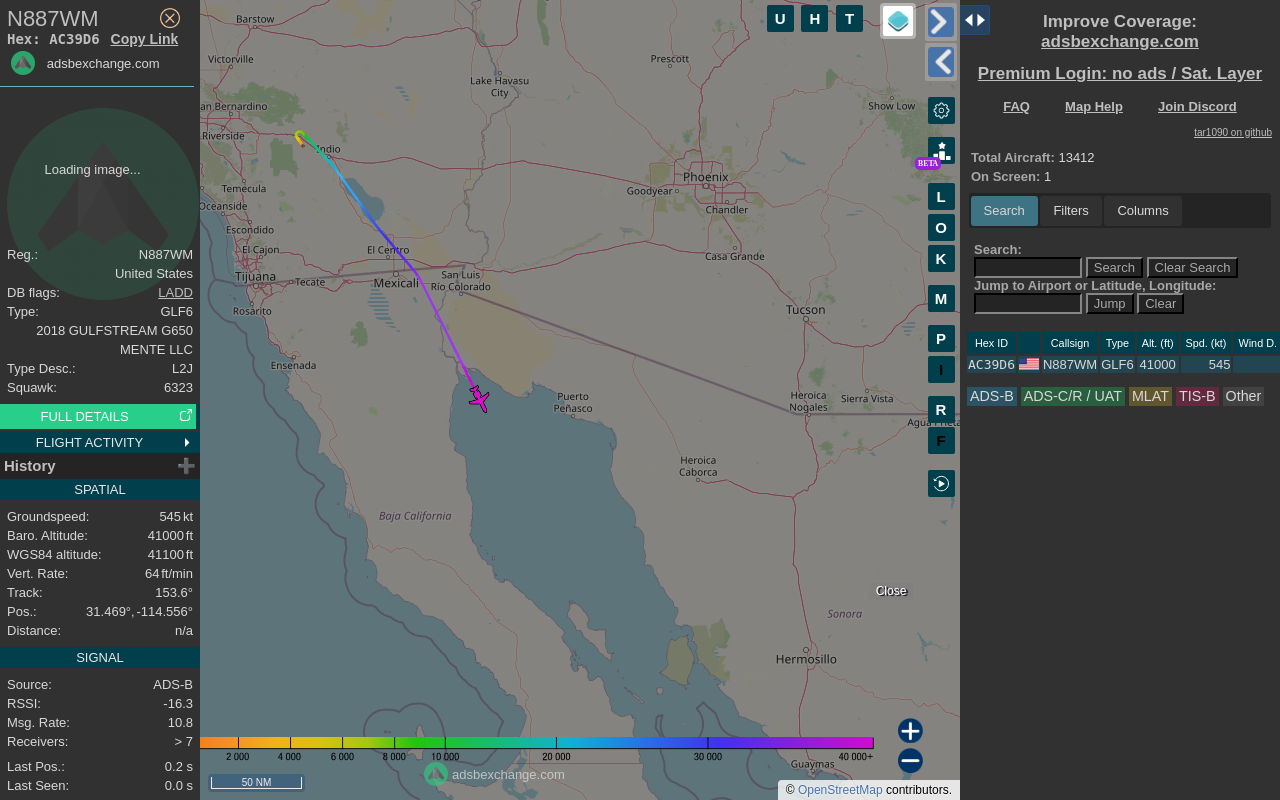 N887WM
Hex: AC39D6 Copy Link
adsbexchange.com
Loading image...
Reg.: N887WM
United States
DB flags: LADD
Type: GLF6
2018 GULFSTREAM G650
MENTE LLC
Type Desc.: L2J
Squawk: 6323
FULL DETAILS
FLIGHT ACTIVITY
History
SPATIAL
Groundspeed: 545 kt
Baro. Altitude: 41000 ft
WGS84 altitude: 41100 ft
Vert. Rate: 64 ft/min
Track: 153.6°
Pos.: 31.469°, -114.556°
Distance: n/a
SIGNAL
Source: ADS-B
RSSI: -16.3
Msg. Rate: 10.8
Receivers: > 7
Last Pos.: 0.2 s
Last Seen: 0.0 s
Barstow
Victorville
Lake Havasu
City
Prescott
Show Low
an Bernardino
Riverside
Indio
Temecula
Oceanside
Escondido
El Cajon
Tijuana
Tecate
Rosarito
Ensenada
El Centro
Mexicali
San Luis
Río Colorado
Phoenix
Goodyear
Chandler
Casa Grande
Tucson
Puerto
Peñasco
Heroica
Nogales
Sierra Vista
Agua Prieta
Heroica
Caborca
Baja California
Sonora
Hermosillo
Guaymas
U H T
BETA
L
O
K
M
P
I
R
F
Close
2 000 4 000 6 000 8 000 10 000 20 000 30 000 40 000+
50 NM
adsbexchange.com
© OpenStreetMap contributors.
Improve Coverage:
adsbexchange.com
Premium Login: no ads / Sat. Layer
FAQ Map Help Join Discord
tar1090 on github
Total Aircraft: 13412
On Screen: 1
Search Filters Columns
Search:
Search Clear Search
Jump to Airport or Latitude, Longitude:
Jump Clear
Hex ID Callsign Type Alt. (ft) Spd. (kt) Wind D.
AC39D6 N887WM GLF6 41000 545
ADS-B ADS-C/R / UAT MLAT TIS-B Other